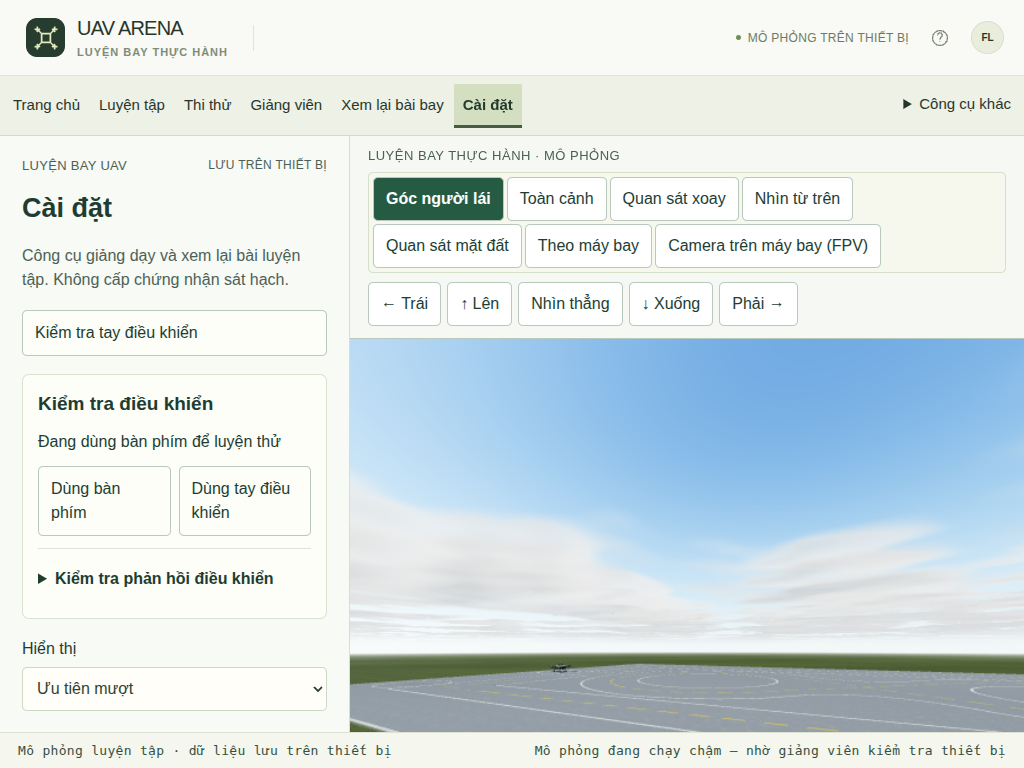 UAV ARENA
LUYỆN BAY THỰC HÀNH
MÔ PHỎNG TRÊN THIẾT BỊ
?
FL
Trang chủ
Luyện tập
Thi thử
Giảng viên
Xem lại bài bay
Cài đặt
▶ Công cụ khác
LUYỆN BAY UAV
LƯU TRÊN THIẾT BỊ
Cài đặt
Công cụ giảng dạy và xem lại bài luyện
tập. Không cấp chứng nhận sát hạch.
Kiểm tra tay điều khiển
Kiểm tra điều khiển
Đang dùng bàn phím để luyện thử
Dùng bàn
phím
Dùng tay điều
khiển
▶ Kiểm tra phản hồi điều khiển
Hiển thị
Ưu tiên mượt
LUYỆN BAY THỰC HÀNH · MÔ PHỎNG
Góc người lái
Toàn cảnh
Quan sát xoay
Nhìn từ trên
Quan sát mặt đất
Theo máy bay
Camera trên máy bay (FPV)
← Trái
↑ Lên
Nhìn thẳng
↓ Xuống
Phải →
Mô phỏng luyện tập · dữ liệu lưu trên thiết bị
Mô phỏng đang chạy chậm — nhờ giảng viên kiểm tra thiết bị